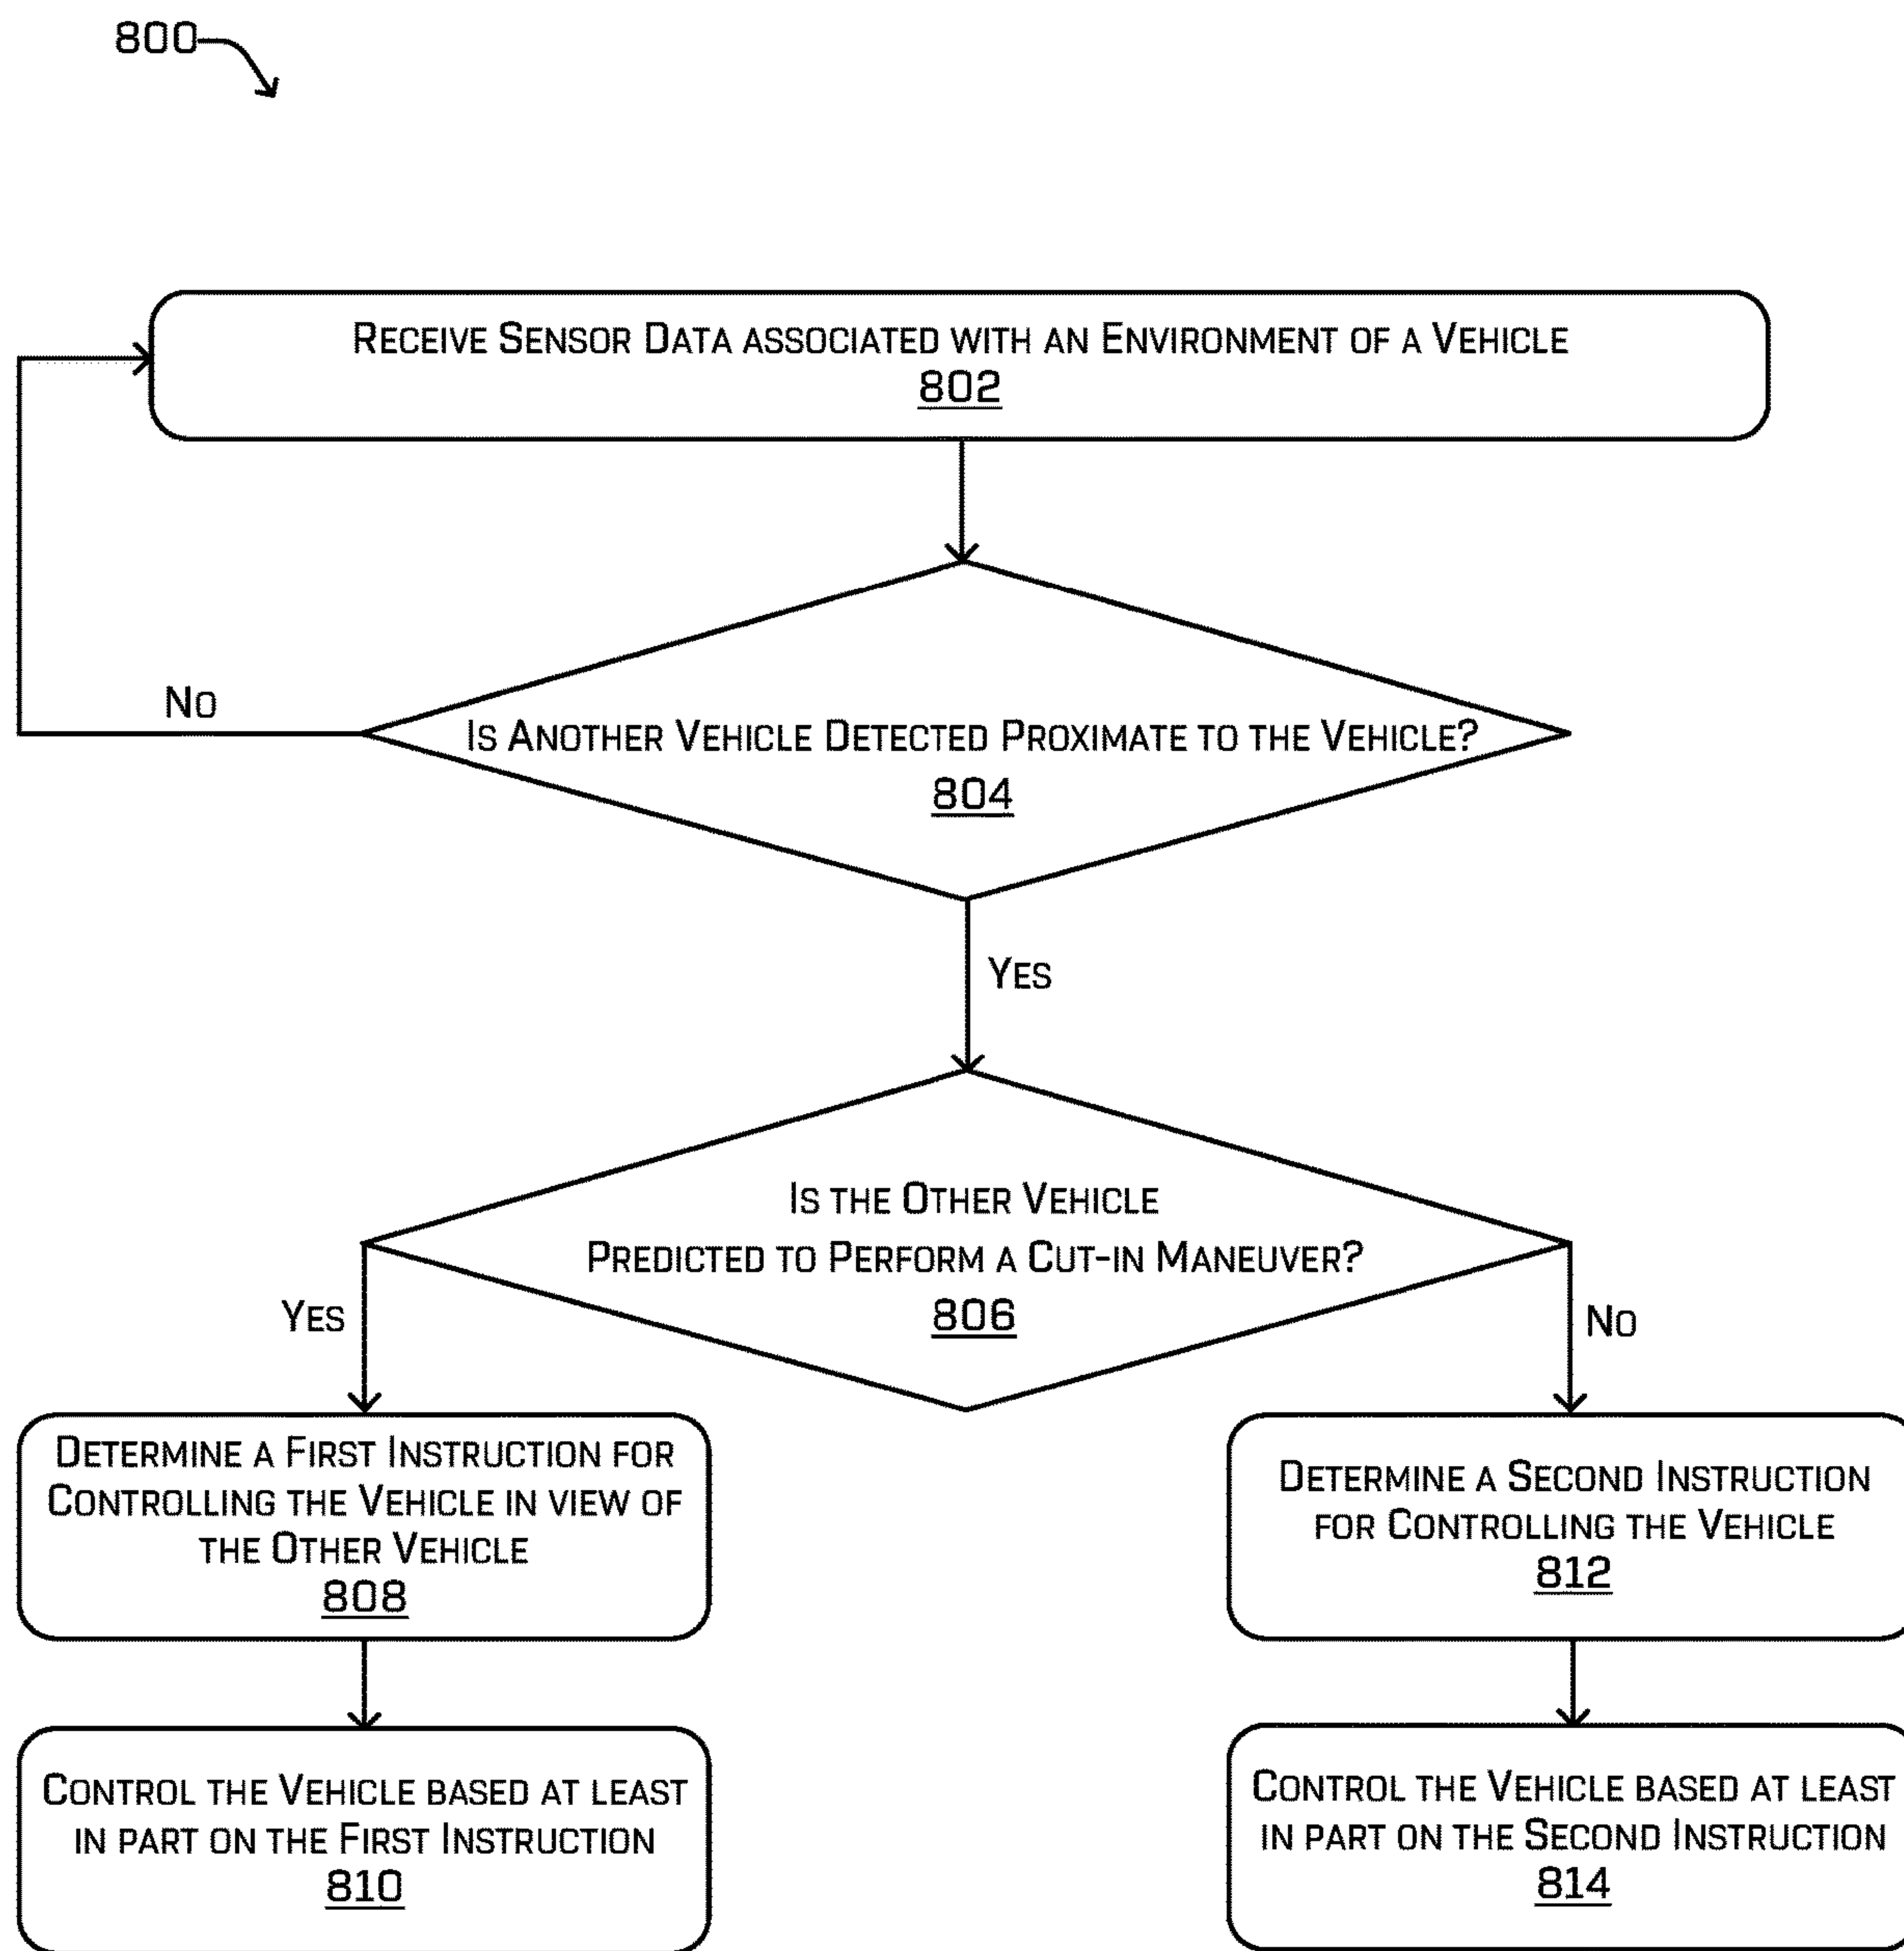 800
Receive Sensor Data associated with an Environment of a Vehicle
802
No
Is Another Vehicle Detected Proximate to the Vehicle?
804
Yes
Is the Other Vehicle
Predicted to Perform a Cut-in Maneuver?
806
Yes
No
Determine a First Instruction for
Controlling the Vehicle in view of
the Other Vehicle
808
Determine a Second Instruction
for Controlling the Vehicle
812
Control the Vehicle based at least
in part on the First Instruction
810
Control the Vehicle based at least
in part on the Second Instruction
814